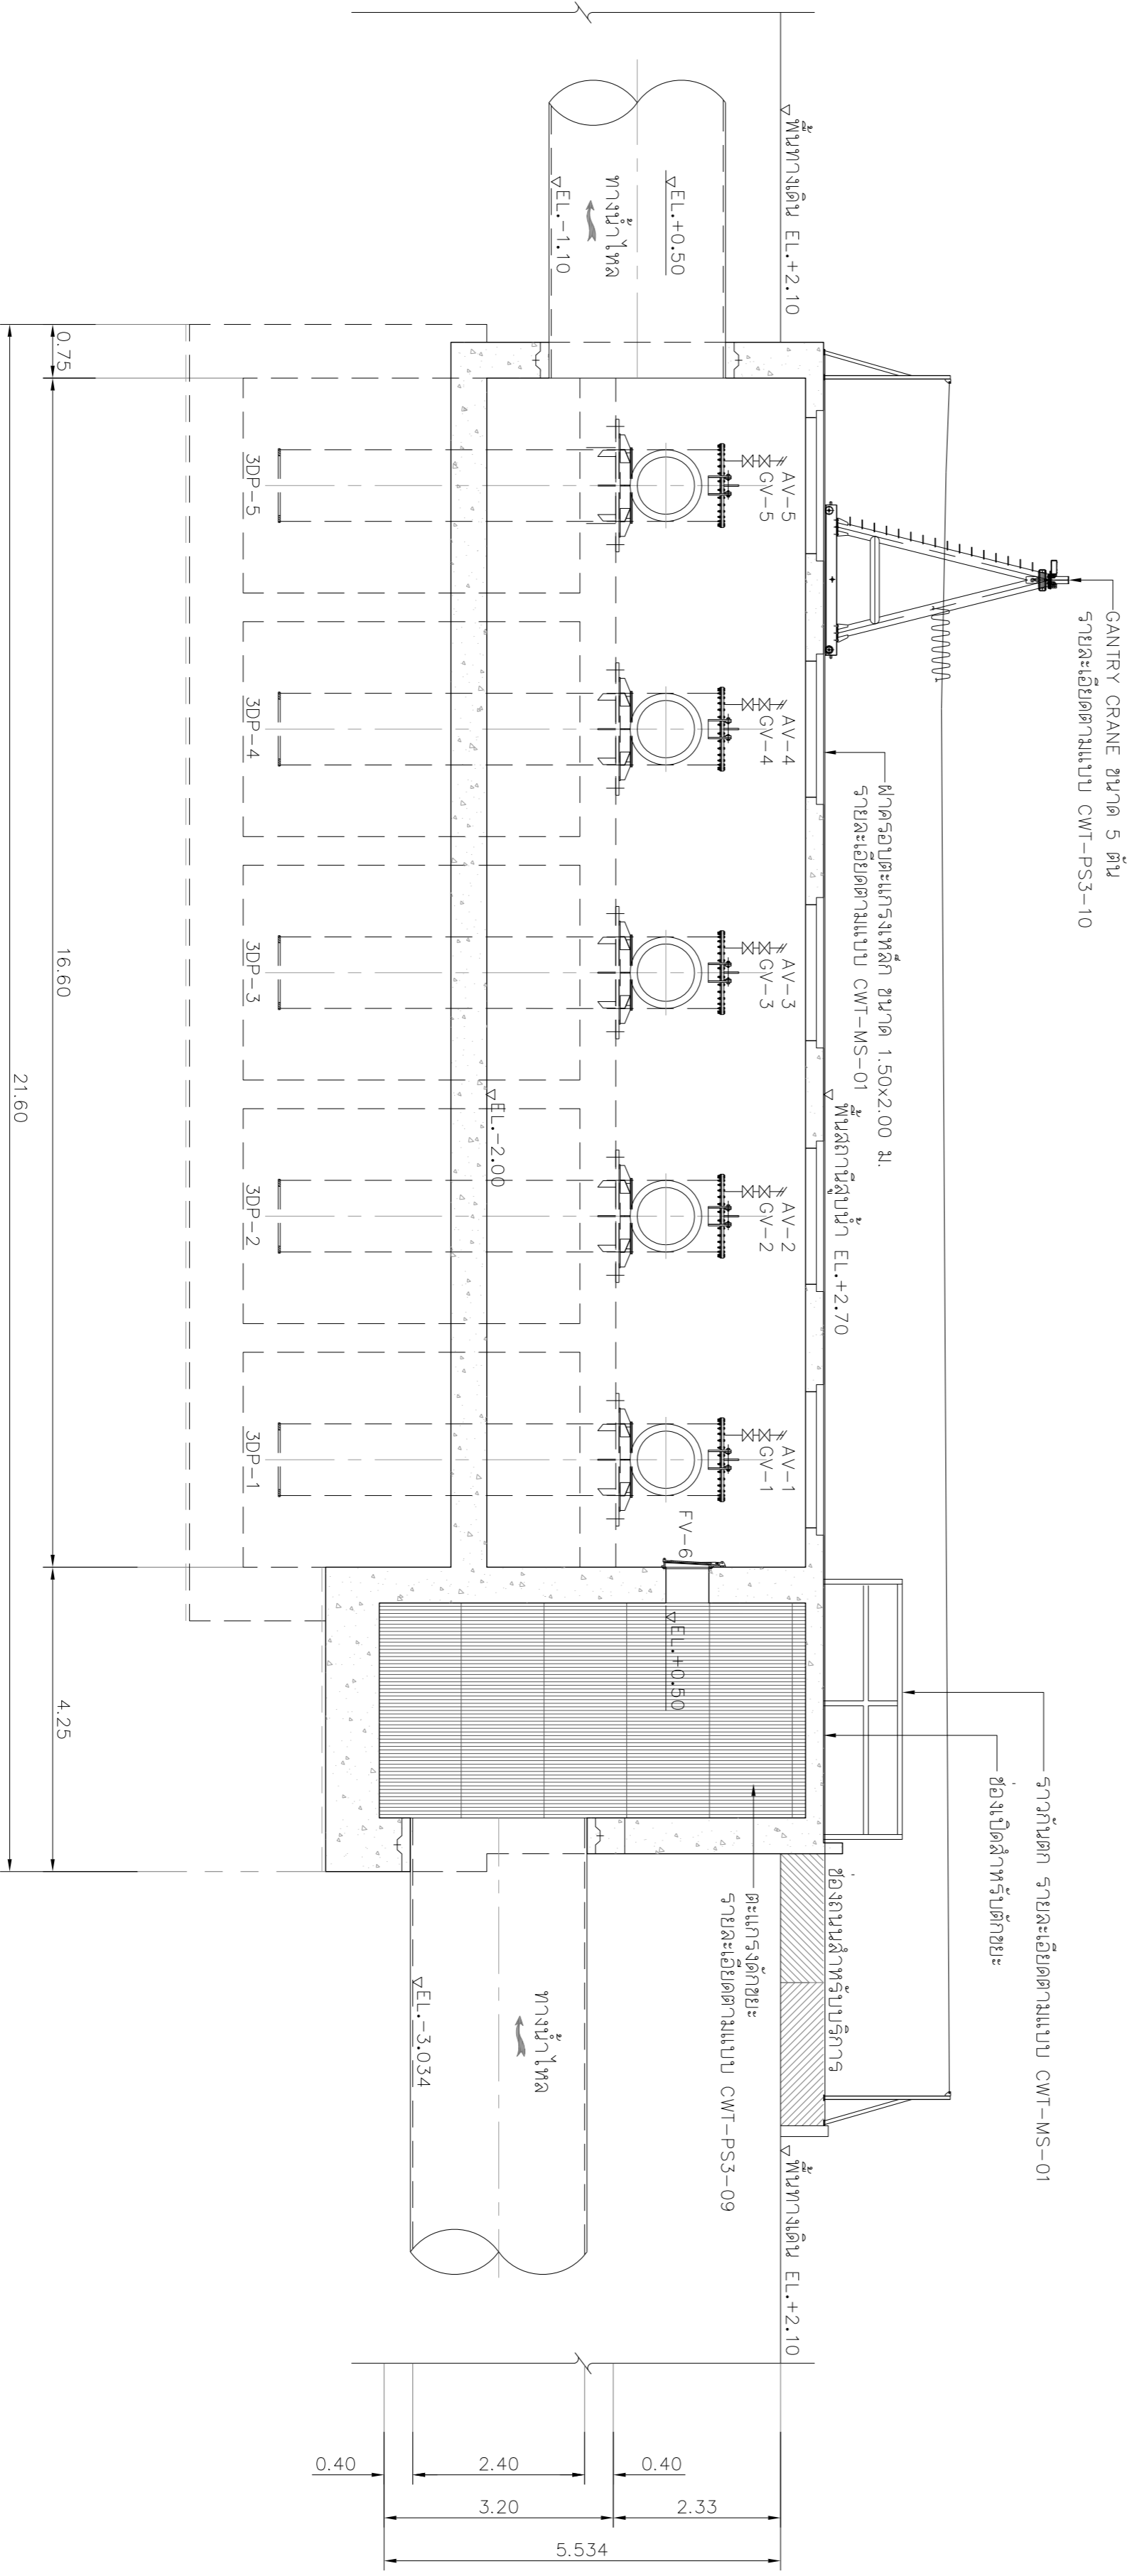 GANTRY CRANE ขนาด 5 ตัน
รายละเอียดตามแบบ CWT-PS3-10
ราวกันตก รายละเอียดตามแบบ CWT-MS-01
ช่องเปิดสำหรับตักขยะ
ฝาครอบตะแกรงเหล็ก ขนาด 1.50x2.00 ม.
รายละเอียดตามแบบ CWT-MS-01
พื้นสถานีสูบน้ำ EL.+2.70
ช่องถนนสำหรับบริการ
พื้นทางเดิน EL.+2.10
พื้นทางเดิน EL.+2.10
AV-5
GV-5
AV-4
GV-4
AV-3
GV-3
AV-2
GV-2
AV-1
GV-1
FV-6
ตะแกรงดักขยะ
รายละเอียดตามแบบ CWT-PS3-09
EL.+0.50
EL.+0.50
ทางน้ำไหล
EL.-1.10
ทางน้ำไหล
EL.-2.00
EL.-3.034
3DP-5
3DP-4
3DP-3
3DP-2
3DP-1
0.75
16.60
4.25
21.60
0.40
2.40
0.40
3.20
2.33
5.534